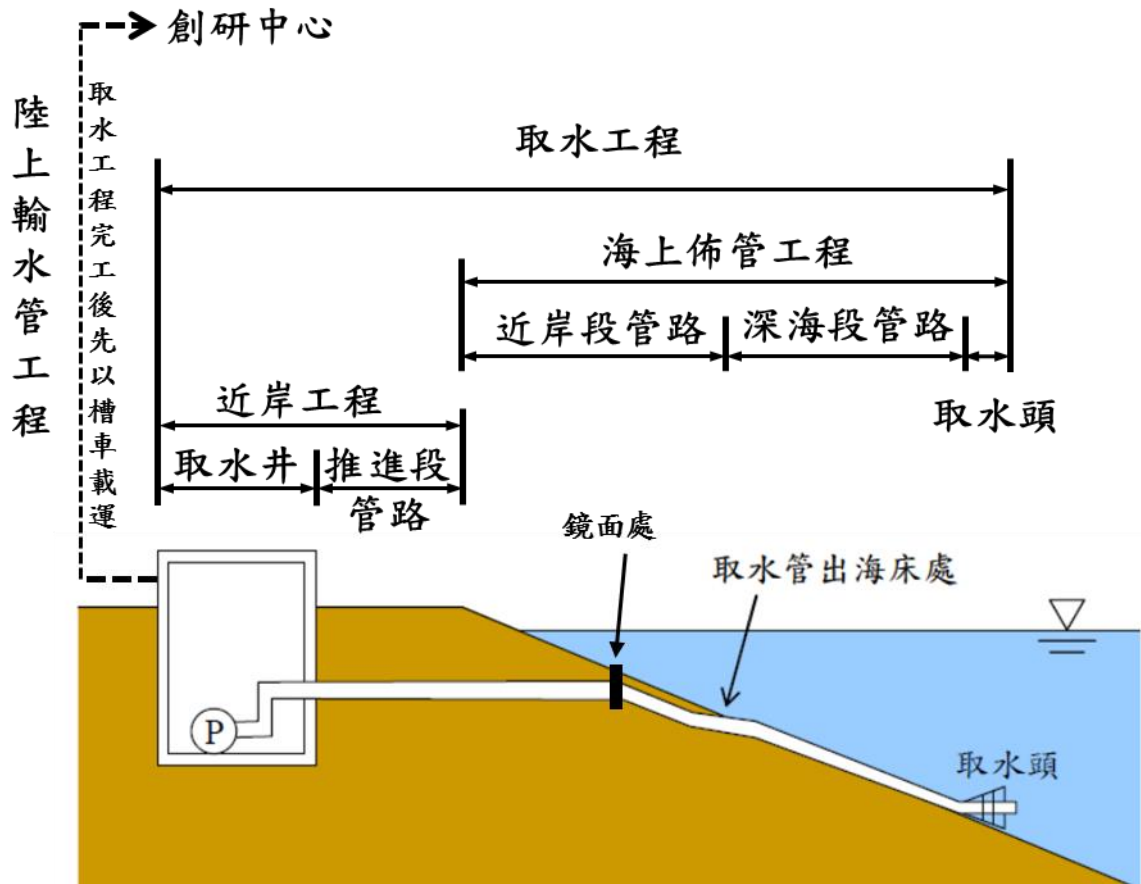 創研中心
陸上輸水管工程
取水工程完工後先以槽車載運
取水工程
海上佈管工程
近岸段管路
深海段管路
取水頭
近岸工程
取水井
推進段
管路
鏡面處
取水管出海床處
P
取水頭